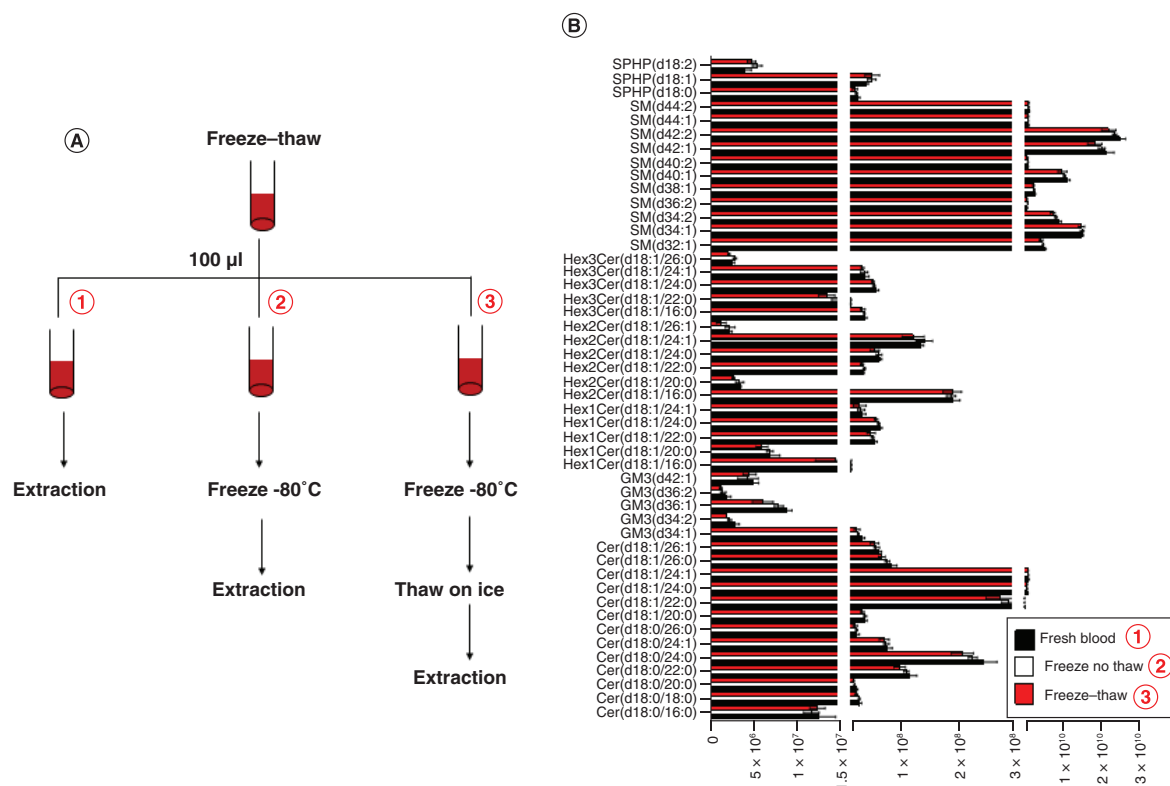 A
Freeze–thaw
100 µl
1
2
3
Extraction
Freeze -80˚C
Freeze -80˚C
Extraction
Thaw on ice
Extraction
B
SPHP(d18:2)
SPHP(d18:1)
SPHP(d18:0)
SM(d44:2)
SM(d44:1)
SM(d42:2)
SM(d42:1)
SM(d40:2)
SM(d40:1)
SM(d38:1)
SM(d36:2)
SM(d34:2)
SM(d34:1)
SM(d32:1)
Hex3Cer(d18:1/26:0)
Hex3Cer(d18:1/24:1)
Hex3Cer(d18:1/24:0)
Hex3Cer(d18:1/22:0)
Hex3Cer(d18:1/16:0)
Hex2Cer(d18:1/26:1)
Hex2Cer(d18:1/24:1)
Hex2Cer(d18:1/24:0)
Hex2Cer(d18:1/22:0)
Hex2Cer(d18:1/20:0)
Hex2Cer(d18:1/16:0)
Hex1Cer(d18:1/24:1)
Hex1Cer(d18:1/24:0)
Hex1Cer(d18:1/22:0)
Hex1Cer(d18:1/20:0)
Hex1Cer(d18:1/16:0)
GM3(d42:1)
GM3(d36:2)
GM3(d36:1)
GM3(d34:2)
GM3(d34:1)
Cer(d18:1/26:1)
Cer(d18:1/26:0)
Cer(d18:1/24:1)
Cer(d18:1/24:0)
Cer(d18:1/22:0)
Cer(d18:1/20:0)
Cer(d18:0/26:0)
Cer(d18:0/24:1)
Cer(d18:0/24:0)
Cer(d18:0/22:0)
Cer(d18:0/20:0)
Cer(d18:0/18:0)
Cer(d18:0/16:0)
0
5 × 10⁶
1 × 10⁷
1.5 × 10⁷
1 × 10⁸
2 × 10⁸
3 × 10⁸
1 × 10¹⁰
2 × 10¹⁰
3 × 10¹⁰
Fresh blood 1
Freeze no thaw 2
Freeze–thaw 3